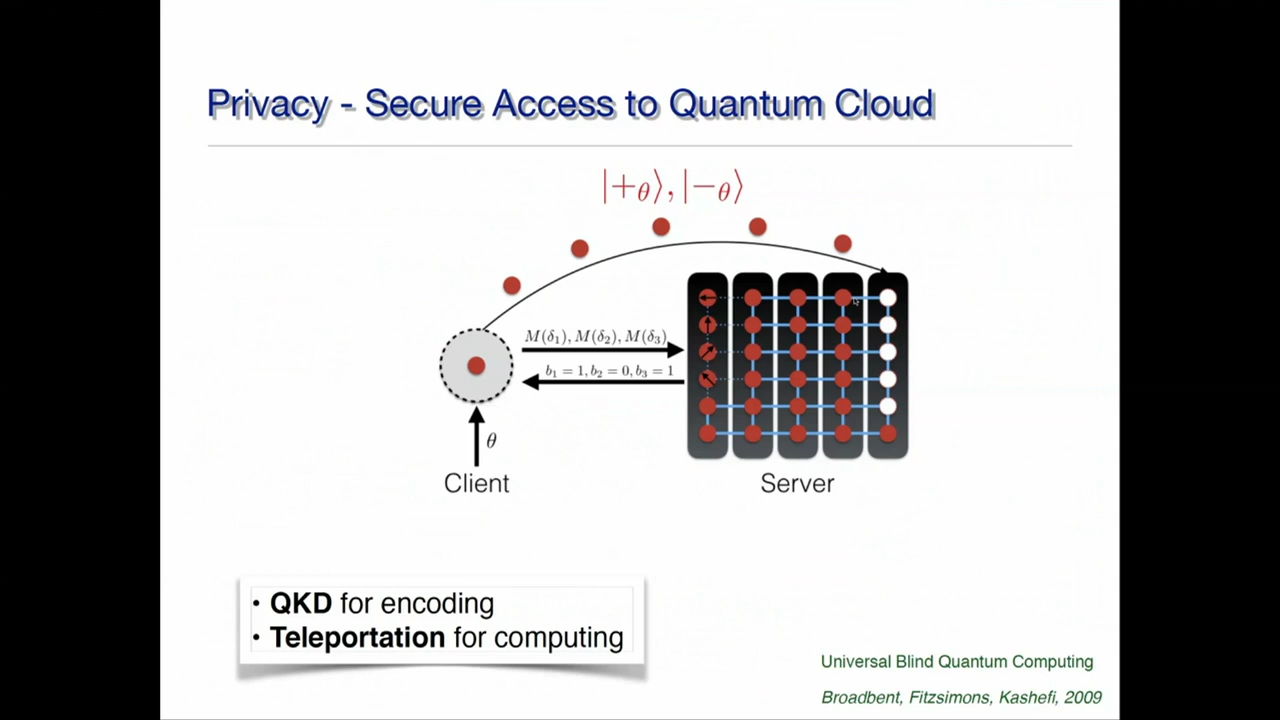 Privacy - Secure Access to Quantum Cloud
|+θ⟩, |−θ⟩
M(δ₁), M(δ₂), M(δ₃)
b₁ = 1, b₂ = 0, b₃ = 1
θ
Client
Server
• QKD for encoding
• Teleportation for computing
Universal Blind Quantum Computing
Broadbent, Fitzsimons, Kashefi, 2009